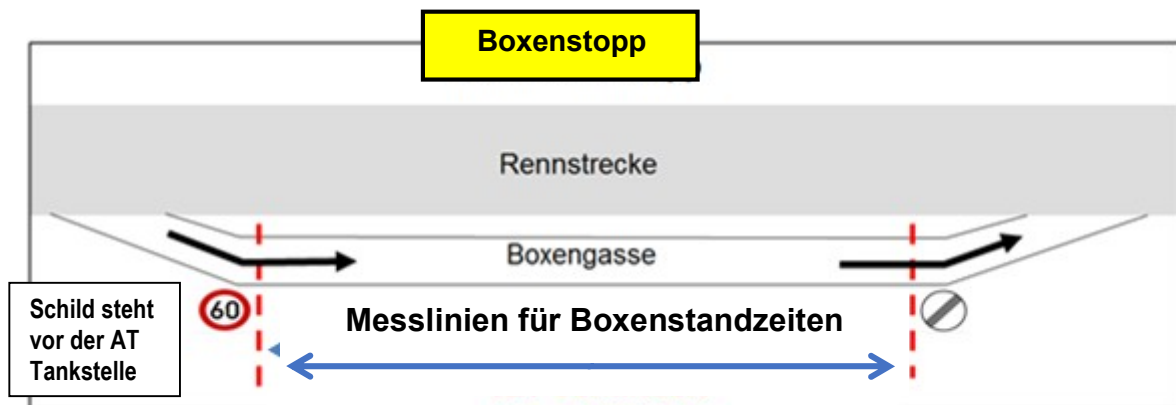 Boxenstopp
Rennstrecke
Boxengasse
Schild steht
vor der AT
Tankstelle
60
Messlinien für Boxenstandzeiten